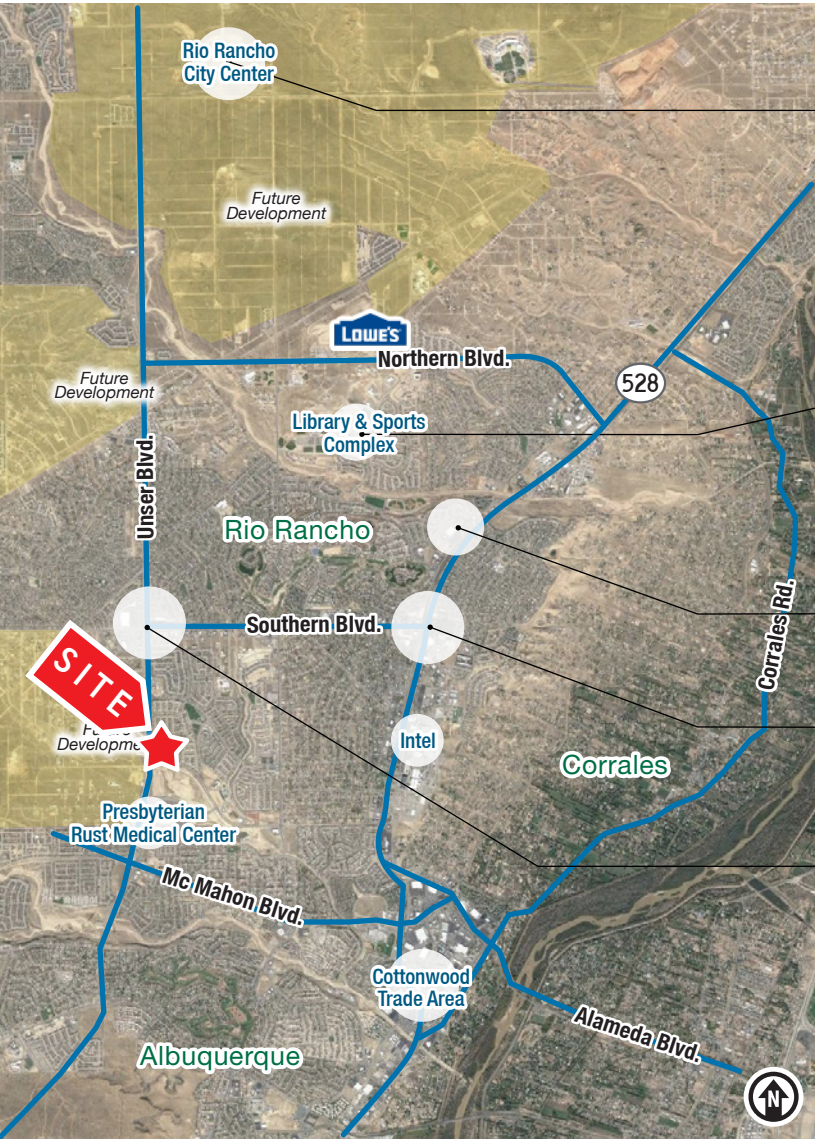 Rio Rancho
City Center
Future
Development
LOWE'S
Northern Blvd.
528
Future
Development
Library & Sports
Complex
Unser Blvd.
Rio Rancho
Southern Blvd.
Corrales Rd.
SITE
Future
Developme
Intel
Corrales
Presbyterian
Rust Medical Center
Mc Mahon Blvd.
Cottonwood
Trade Area
Alameda Blvd.
Albuquerque
N